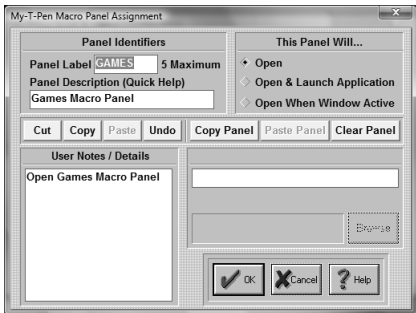 My-T-Pen Macro Panel Assignment
Panel Identifiers
Panel Label GAMES 5 Maximum
Panel Description (Quick Help)
Games Macro Panel
This Panel Will...
Open
Open & Launch Application
Open When Window Active
Cut Copy Paste Undo Copy Panel Paste Panel Clear Panel
User Notes / Details
Open Games Macro Panel
Browse
OK Cancel Help